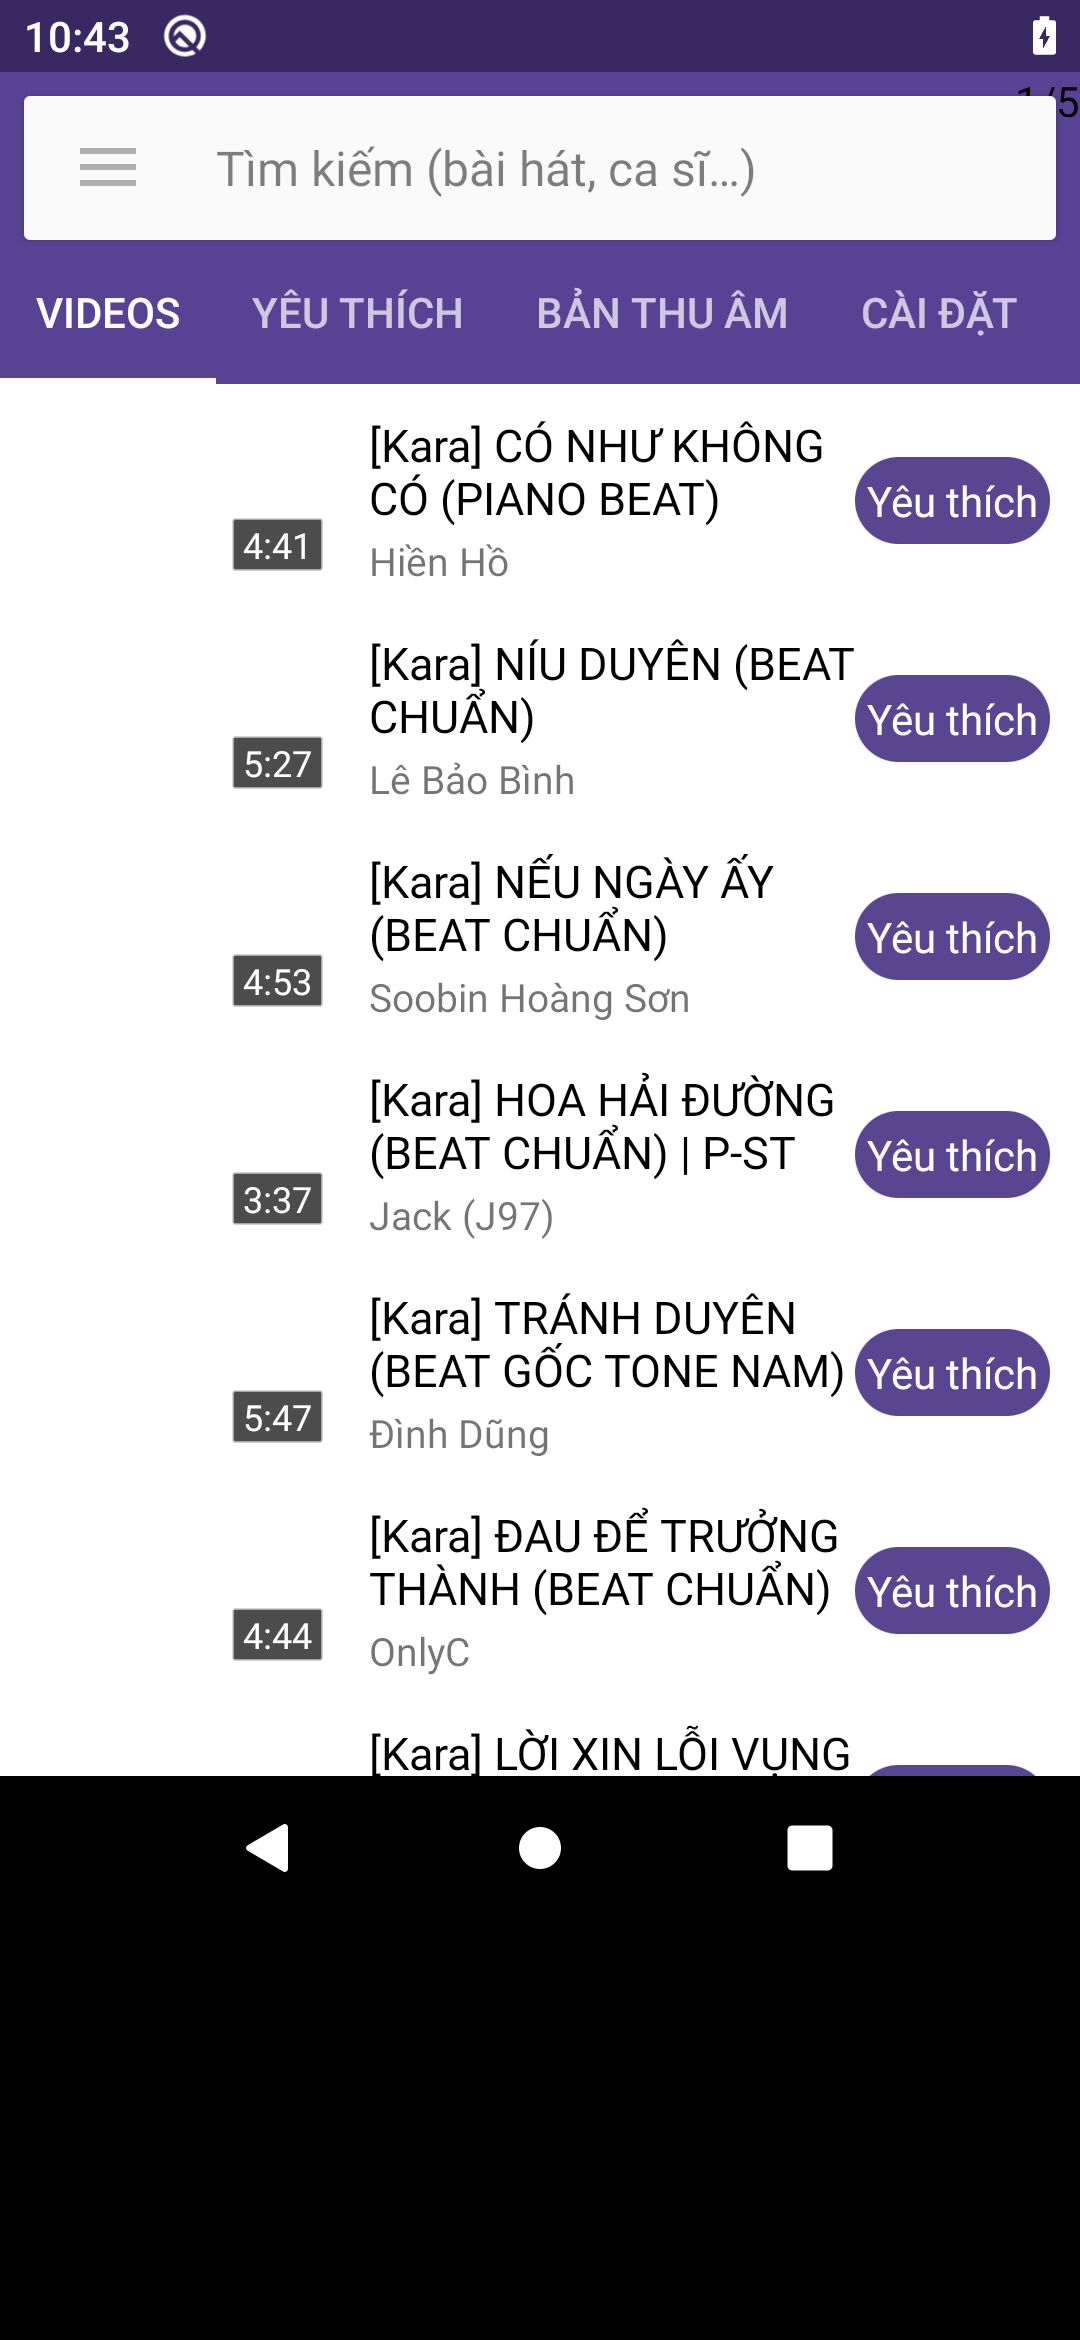 10:43
1/5
Tìm kiếm (bài hát, ca sĩ...)
VIDEOS YÊU THÍCH BẢN THU ÂM CÀI ĐẶT
[Kara] CÓ NHƯ KHÔNG
CÓ (PIANO BEAT)
Yêu thích
4:41
Hiền Hồ
[Kara] NÍU DUYÊN (BEAT
CHUẨN)
Yêu thích
5:27
Lê Bảo Bình
[Kara] NẾU NGÀY ẤY
(BEAT CHUẨN)
Yêu thích
4:53
Soobin Hoàng Sơn
[Kara] HOA HẢI ĐƯỜNG
(BEAT CHUẨN) | P-ST
Yêu thích
3:37
Jack (J97)
[Kara] TRÁNH DUYÊN
(BEAT GỐC TONE NAM)
Yêu thích
5:47
Đình Dũng
[Kara] ĐAU ĐỂ TRƯỞNG
THÀNH (BEAT CHUẨN)
Yêu thích
4:44
OnlyC
[Kara] LỜI XIN LỖI VỤNG